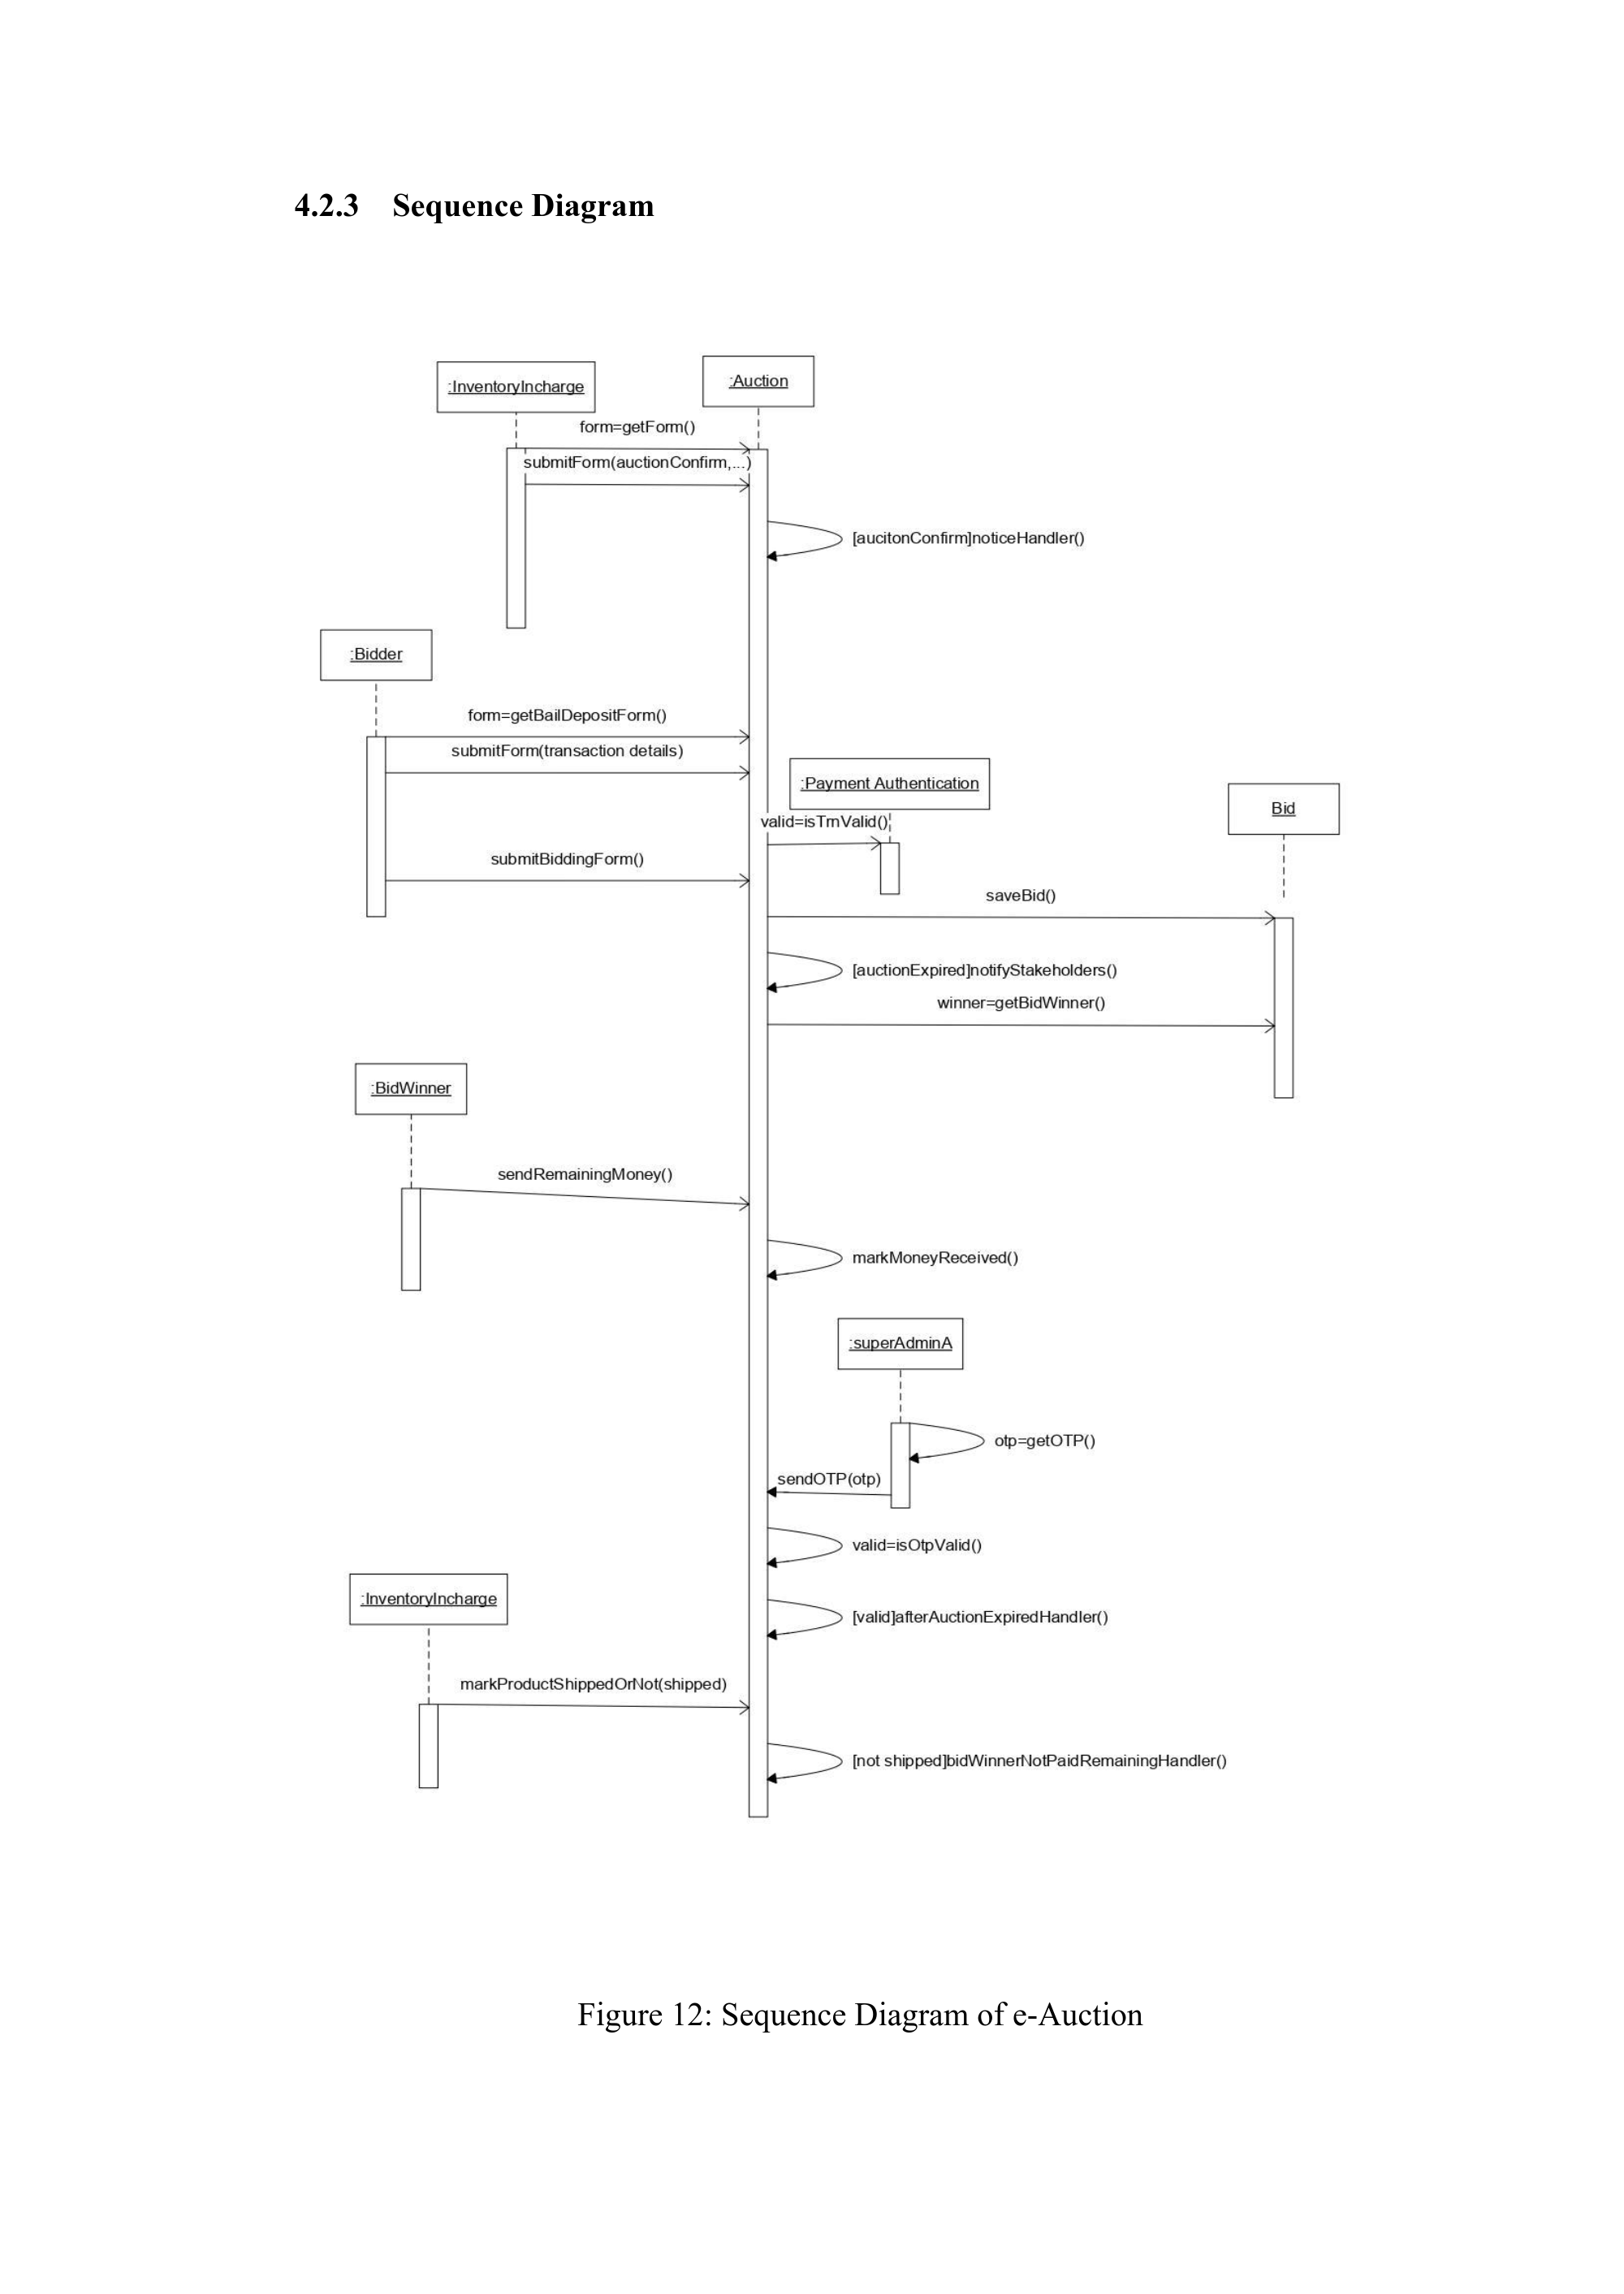 4.2.3 Sequence Diagram
:InventoryIncharge
:Auction
form=getForm()
submitForm(auctionConfirm,...)
[aucitonConfirm]noticeHandler()
:Bidder
form=getBailDepositForm()
submitForm(transaction details)
:Payment Authentication
Bid
valid=isTrnValid()
submitBiddingForm()
saveBid()
[auctionExpired]notifyStakeholders()
winner=getBidWinner()
:BidWinner
sendRemainingMoney()
markMoneyReceived()
:superAdminA
otp=getOTP()
sendOTP(otp)
valid=isOtpValid()
:InventoryIncharge
[valid]afterAuctionExpiredHandler()
markProductShippedOrNot(shipped)
[not shipped]bidWinnerNotPaidRemainingHandler()
Figure 12: Sequence Diagram of e-Auction